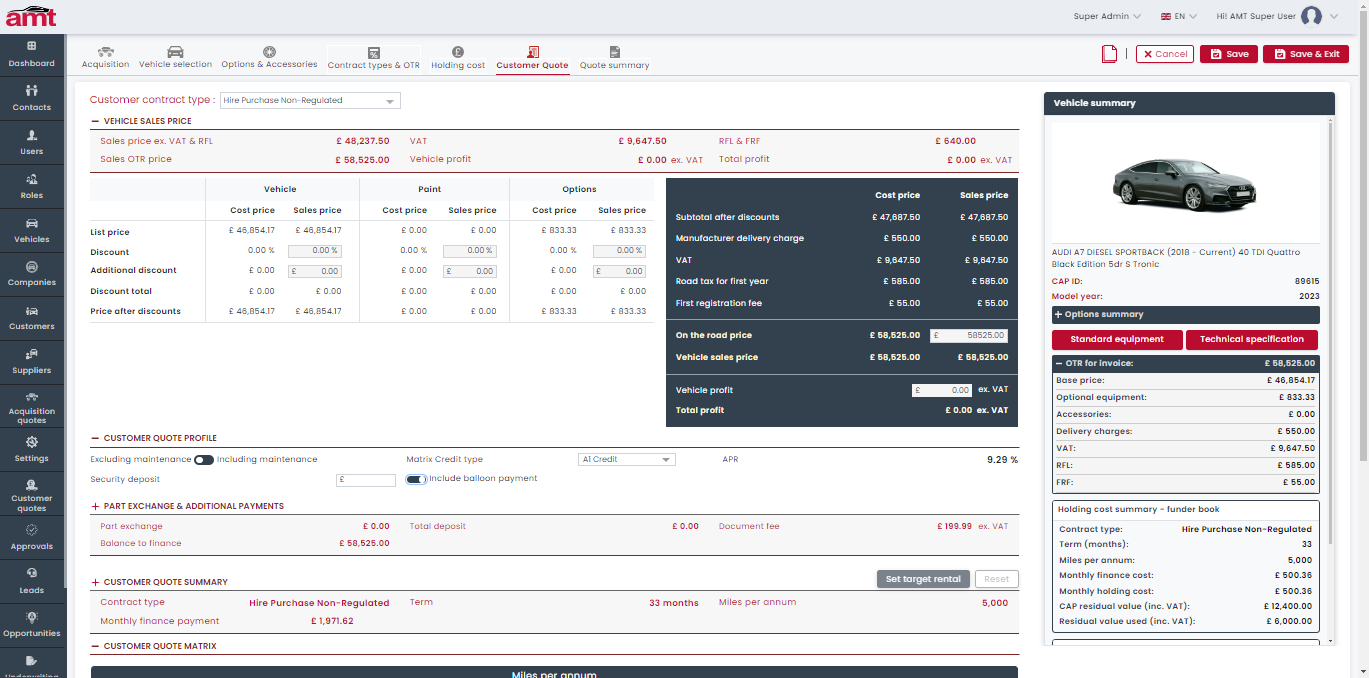 amt
Super Admin
EN
Hi! AMT Super User
Dashboard
Contacts
Users
Roles
Vehicles
Companies
Customers
Suppliers
Acquisition quotes
Settings
Customer quotes
Approvals
Leads
Opportunities
Underwriting
Acquisition Vehicle selection Options & Accessories Contract types & OTR Holding cost Customer Quote Quote summary
Cancel Save Save & Exit
Customer contract type : Hire Purchase Non-Regulated
VEHICLE SALES PRICE
Sales price ex. VAT & RFL £ 48,237.50 VAT £ 9,647.50 RFL & FRF £ 640.00
Sales OTR price £ 58,525.00 Vehicle profit £ 0.00 ex. VAT Total profit £ 0.00 ex. VAT
Vehicle Paint Options
Cost price Sales price Cost price Sales price Cost price Sales price
List price £ 46,854.17 £ 46,854.17 £ 0.00 £ 0.00 £ 833.33 £ 833.33
Discount 0.00 % 0.00 % 0.00 % 0.00 % 0.00 % 0.00 %
Additional discount £ 0.00 £ 0.00 £ 0.00 £ 0.00 £ 0.00 £ 0.00
Discount total £ 0.00 £ 0.00 £ 0.00 £ 0.00 £ 0.00 £ 0.00
Price after discounts £ 46,854.17 £ 46,854.17 £ 0.00 £ 0.00 £ 833.33 £ 833.33
Cost price Sales price
Subtotal after discounts £ 47,687.50 £ 47,687.50
Manufacturer delivery charge £ 550.00 £ 550.00
VAT £ 9,647.50 £ 9,647.50
Road tax for first year £ 585.00 £ 585.00
First registration fee £ 55.00 £ 55.00
On the road price £ 58,525.00 £ 58525.00
Vehicle sales price £ 58,525.00 £ 58,525.00
Vehicle profit £ 0.00 ex. VAT
Total profit £ 0.00 ex. VAT
CUSTOMER QUOTE PROFILE
Excluding maintenance Including maintenance Matrix Credit type A1 Credit APR 9.29 %
Security deposit £ Include balloon payment
PART EXCHANGE & ADDITIONAL PAYMENTS
Part exchange £ 0.00 Total deposit £ 0.00 Document fee £ 199.99 ex. VAT
Balance to finance £ 58,525.00
CUSTOMER QUOTE SUMMARY Set target rental Reset
Contract type Hire Purchase Non-Regulated Term 33 months Miles per annum 5,000
Monthly finance payment £ 1,971.62
CUSTOMER QUOTE MATRIX
Miles per annum
Vehicle summary
AUDI A7 DIESEL SPORTBACK (2018 - Current) 40 TDI Quattro
Black Edition 5dr S Tronic
CAP ID: 89615
Model year: 2023
+ Options summary
Standard equipment Technical specification
OTR for invoice: £ 58,525.00
Base price: £ 46,854.17
Optional equipment: £ 833.33
Accessories: £ 0.00
Delivery charges: £ 550.00
VAT: £ 9,647.50
RFL: £ 585.00
FRF: £ 55.00
Holding cost summary - funder book
Contract type: Hire Purchase Non-Regulated
Term (months): 33
Miles per annum: 5,000
Monthly finance cost: £ 500.36
Monthly holding cost: £ 500.36
CAP residual value (inc. VAT): £ 12,400.00
Residual value used (inc. VAT): £ 6,000.00